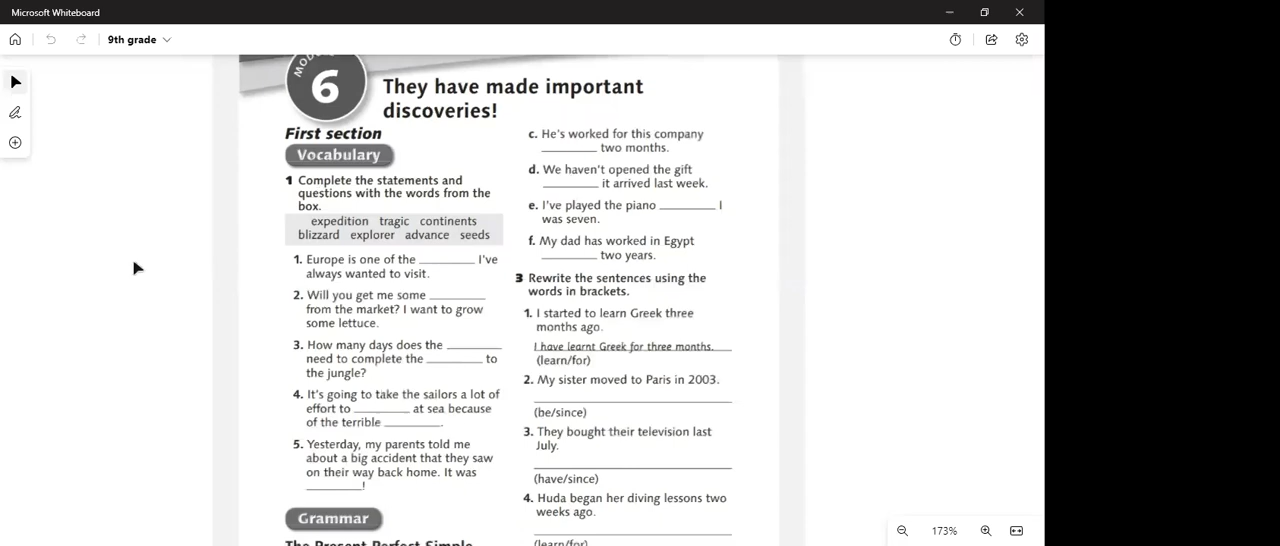 Microsoft Whiteboard
9th grade
6
They have made important
discoveries!
First section
Vocabulary
1 Complete the statements and
questions with the words from the
box.
expedition tragic continents
blizzard explorer advance seeds
1. Europe is one of the ________ I've
always wanted to visit.
2. Will you get me some ________
from the market? I want to grow
some lettuce.
3. How many days does the ________
need to complete the ________ to
the jungle?
4. It's going to take the sailors a lot of
effort to ________ at sea because
of the terrible ________.
5. Yesterday, my parents told me
about a big accident that they saw
on their way back home. It was
________!
Grammar
The Present Perfect Simple
c. He's worked for this company
________ two months.
d. We haven't opened the gift
________ it arrived last week.
e. I've played the piano ________ I
was seven.
f. My dad has worked in Egypt
________ two years.
3 Rewrite the sentences using the
words in brackets.
1. I started to learn Greek three
months ago.
I have learnt Greek for three months.
(learn/for)
2. My sister moved to Paris in 2003.
(be/since)
3. They bought their television last
July.
(have/since)
4. Huda began her diving lessons two
weeks ago.
(learn/for)
173%